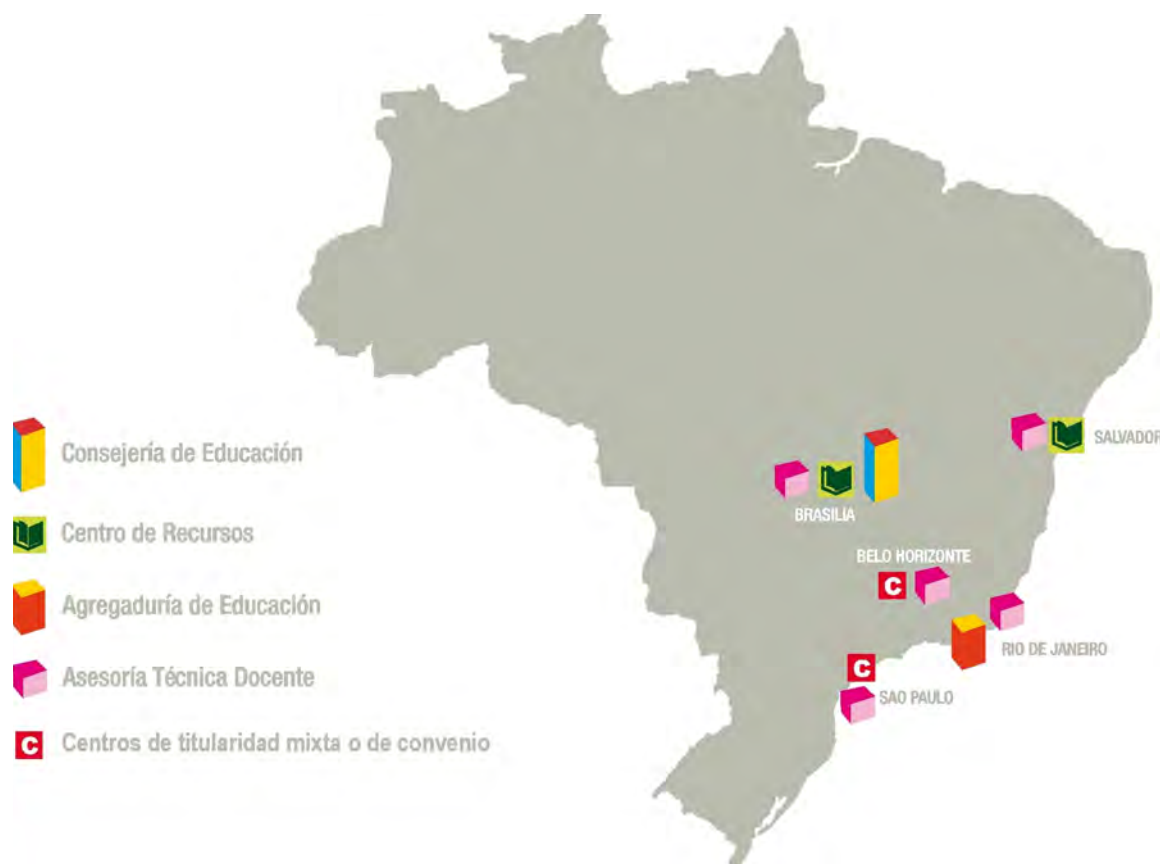 Consejería de Educación
Centro de Recursos
Agregaduría de Educación
Asesoría Técnica Docente
C Centros de titularidad mixta o de convenio
SALVADOR
BRASILIA
BELO HORIZONTE
C
RIO DE JANEIRO
C
SAO PAULO